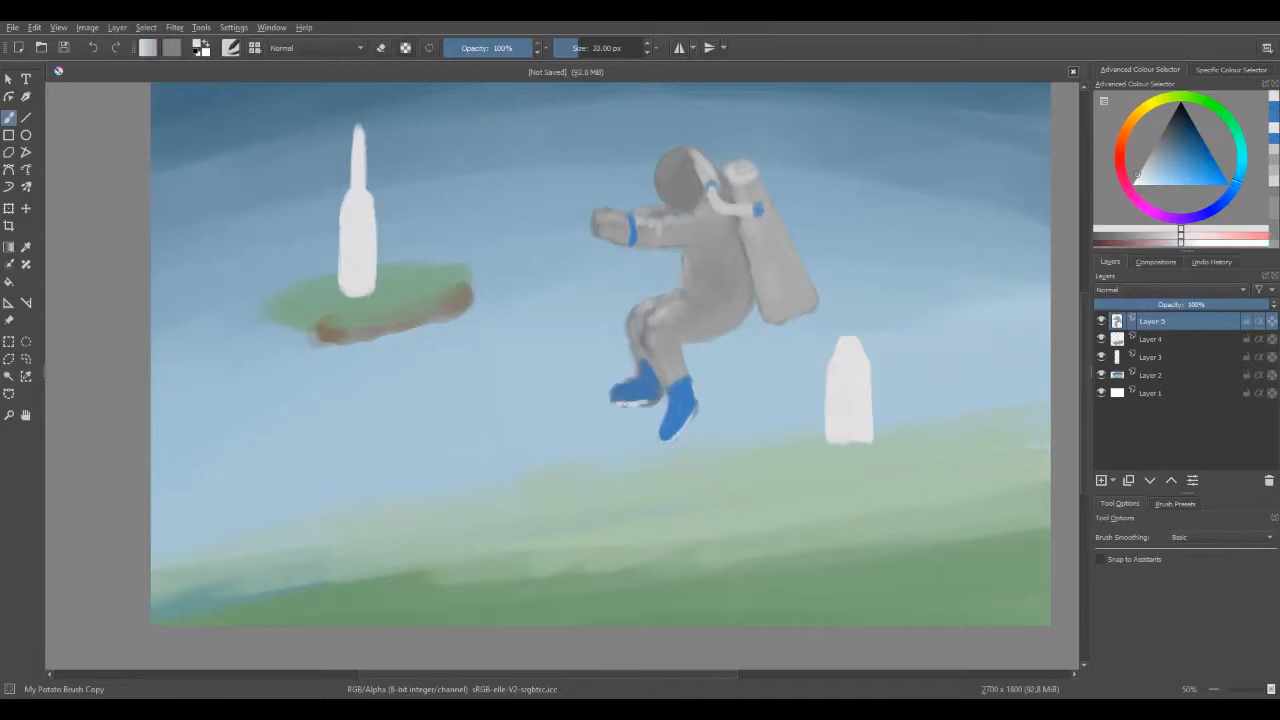 File Edit View Image Layer Select Filter Tools Settings Window Help
Normal Opacity: 100% Size: 20.00 px
[Not Saved] (92.8 MiB)
Advanced Colour Selector Specific Colour Selector
Advanced Colour Selector
Layers Compositions Undo History
Layers
Normal
Opacity: 100%
Layer 5
Layer 4
Layer 3
Layer 2
Layer 1
Tool Options Brush Presets
Tool Options
Brush Smoothing: Basic
Snap to Assistants
My Potato Brush Copy RGB/Alpha (8-bit integer/channel) sRGB-elle-V2-srgbtrc.icc 2700 x 1800 (92.8 MiB) 50%